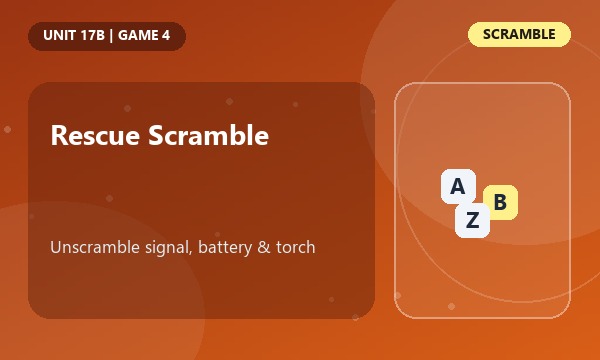 UNIT 17B | GAME 4
SCRAMBLE
Rescue Scramble
Unscramble signal, battery & torch
A
B
Z